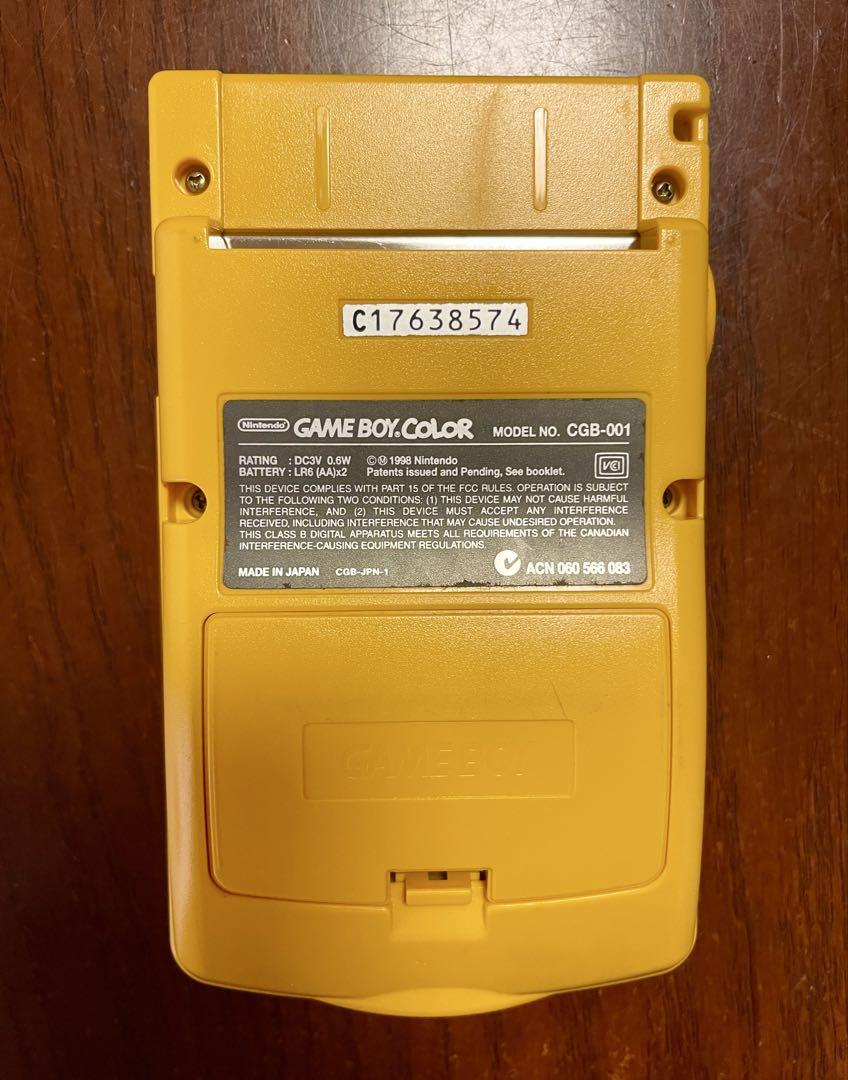 C17638574
Nintendo GAME BOY COLOR MODEL NO. CGB-001
RATING : DC3V 0.6W ©Ⓜ1998 Nintendo
BATTERY : LR6 (AA)x2 Patents issued and Pending, See booklet.
VCI
THIS DEVICE COMPLIES WITH PART 15 OF THE FCC RULES. OPERATION IS SUBJECT
TO THE FOLLOWING TWO CONDITIONS: (1) THIS DEVICE MAY NOT CAUSE HARMFUL
INTERFERENCE, AND (2) THIS DEVICE MUST ACCEPT ANY INTERFERENCE
RECEIVED, INCLUDING INTERFERENCE THAT MAY CAUSE UNDESIRED OPERATION.
THIS CLASS B DIGITAL APPARATUS MEETS ALL REQUIREMENTS OF THE CANADIAN
INTERFERENCE-CAUSING EQUIPMENT REGULATIONS.
MADE IN JAPAN CGB-JPN-1 ACN 060 566 083
GAME BOY